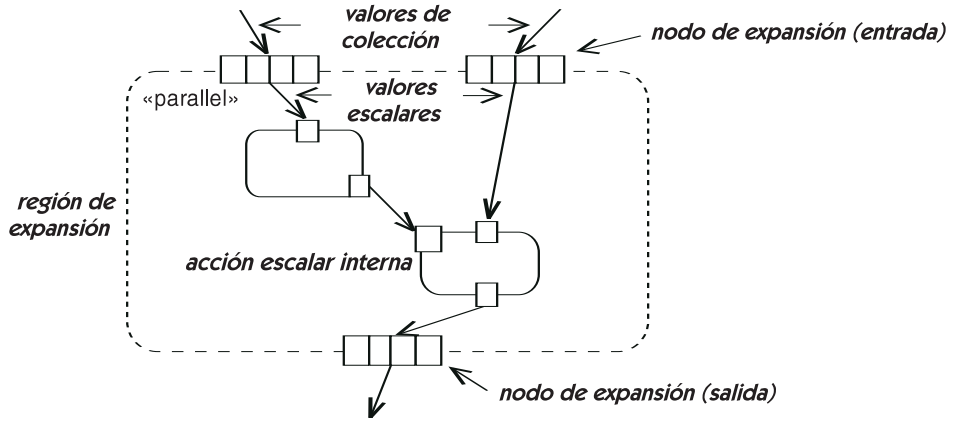 valores de
colección
nodo de expansión (entrada)
«parallel»
valores
escalares
región de
expansión
acción escalar interna
nodo de expansión (salida)